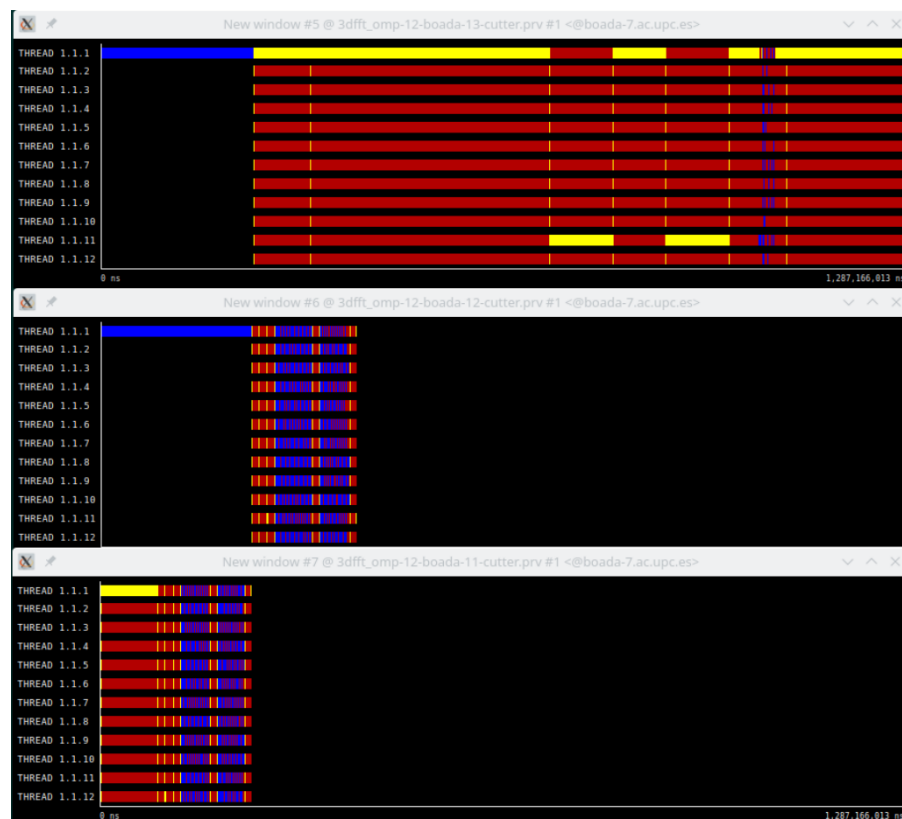 New window #5 @ 3dfft_omp-12-boada-13-cutter.prv #1 <@boada-7.ac.upc.es>
THREAD 1.1.1
THREAD 1.1.2
THREAD 1.1.3
THREAD 1.1.4
THREAD 1.1.5
THREAD 1.1.6
THREAD 1.1.7
THREAD 1.1.8
THREAD 1.1.9
THREAD 1.1.10
THREAD 1.1.11
THREAD 1.1.12
0 ns 1,287,166,013 ns
New window #6 @ 3dfft_omp-12-boada-12-cutter.prv #1 <@boada-7.ac.upc.es>
THREAD 1.1.1
THREAD 1.1.2
THREAD 1.1.3
THREAD 1.1.4
THREAD 1.1.5
THREAD 1.1.6
THREAD 1.1.7
THREAD 1.1.8
THREAD 1.1.9
THREAD 1.1.10
THREAD 1.1.11
THREAD 1.1.12
New window #7 @ 3dfft_omp-12-boada-11-cutter.prv #1 <@boada-7.ac.upc.es>
THREAD 1.1.1
THREAD 1.1.2
THREAD 1.1.3
THREAD 1.1.4
THREAD 1.1.5
THREAD 1.1.6
THREAD 1.1.7
THREAD 1.1.8
THREAD 1.1.9
THREAD 1.1.10
THREAD 1.1.11
THREAD 1.1.12
0 ns 1,287,166,013 ns